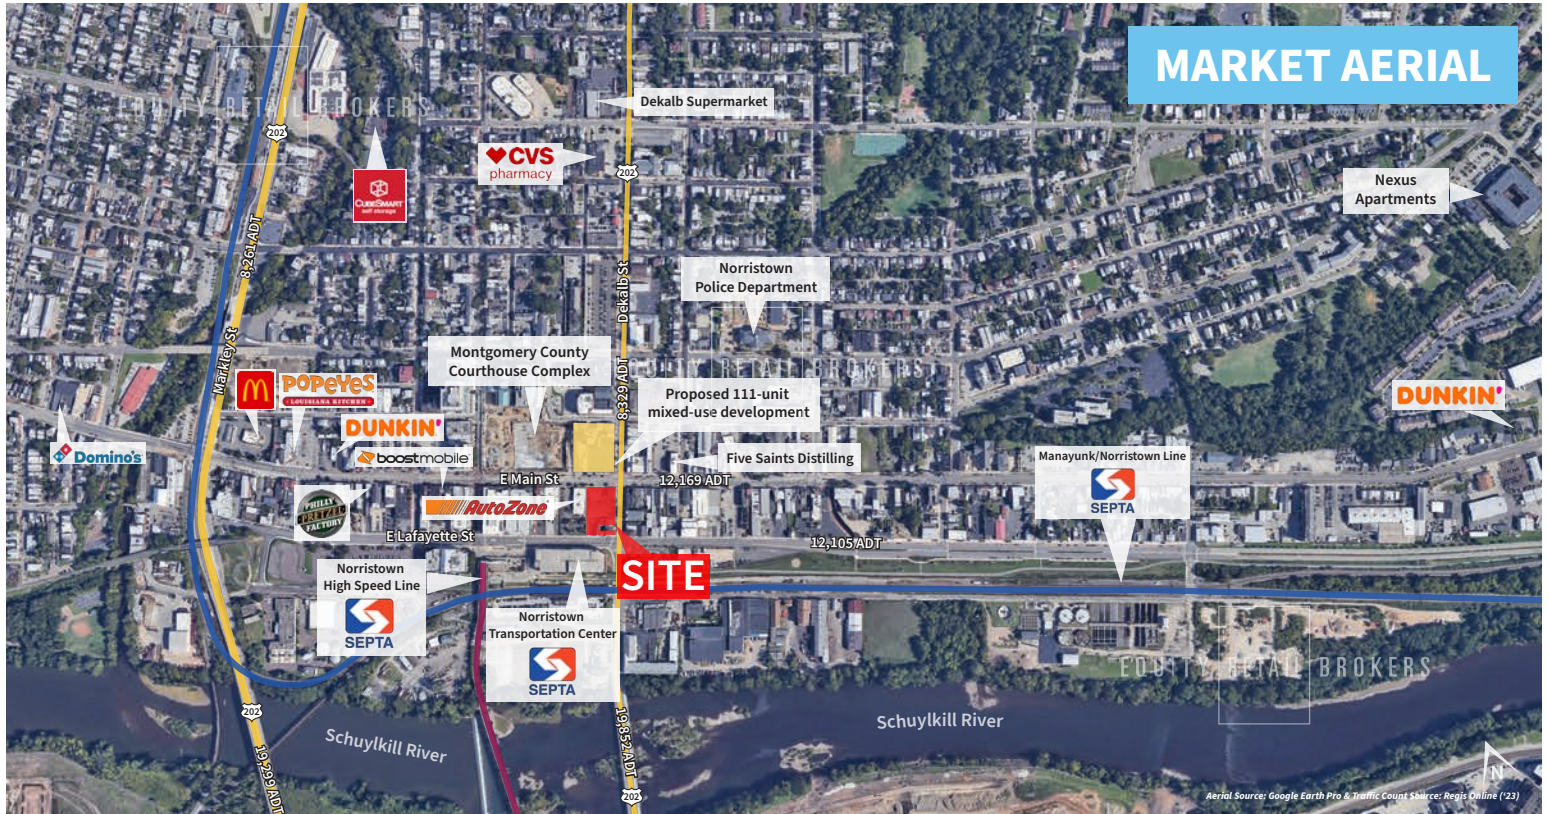 MARKET AERIAL
EQUITY RETAIL BROKERS
202
Dekalb Supermarket
CVS
pharmacy
202
CUBESMART
self storage
Nexus
Apartments
8,261 ADT
Dekalb St
Norristown
Police Department
Markley St
Montgomery County
Courthouse Complex
8,329 ADT
EQUITY RETAIL BROKERS
POPEYES
LOUISIANA KITCHEN
Proposed 111-unit
mixed-use development
DUNKIN'
DUNKIN'
Domino's
boostmobile
Five Saints Distilling
Manayunk/Norristown Line
SEPTA
E Main St
12,169 ADT
PHILLY
PRETZEL
FACTORY
AutoZone
E Lafayette St
12,105 ADT
SITE
Norristown
High Speed Line
SEPTA
Norristown
Transportation Center
SEPTA
EQUITY RETAIL BROKERS
202
Schuylkill River
Schuylkill River
19,299 ADT
19,852 ADT
202
N
Aerial Source: Google Earth Pro & Traffic Count Source: Regis Online ('23)